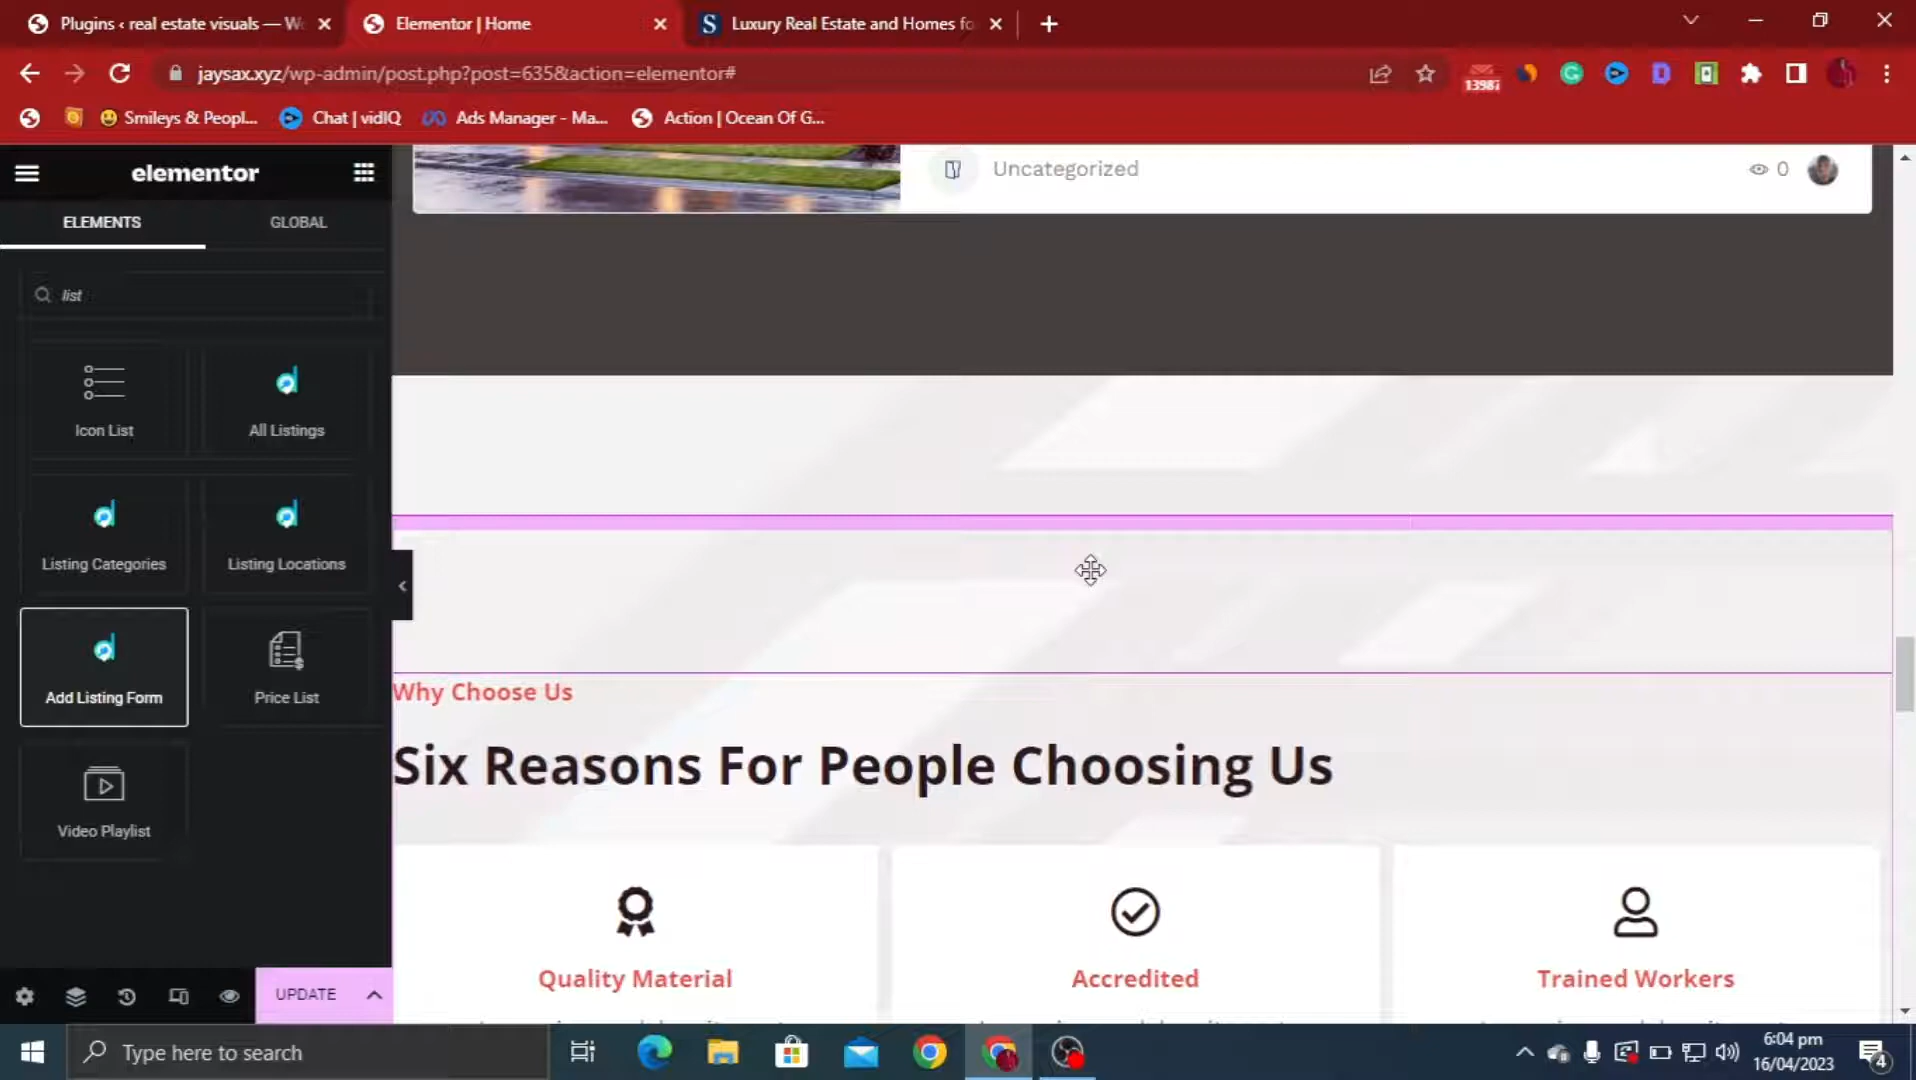 Plugins ‹ real estate visuals — Wo
Elementor | Home
S
Luxury Real Estate and Homes fo
jaysax.xyz/wp-admin/post.php?post=635&action=elementor#
13987
Smileys & Peopl...
Chat | vidIQ
Ads Manager - Ma...
Action | Ocean Of G...
elementor
ELEMENTS
GLOBAL
list
Icon List
All Listings
Listing Categories
Listing Locations
Add Listing Form
Price List
Video Playlist
UPDATE
Uncategorized
0
Why Choose Us
Six Reasons For People Choosing Us
Quality Material
Accredited
Trained Workers
Type here to search
6:04 pm
16/04/2023
4